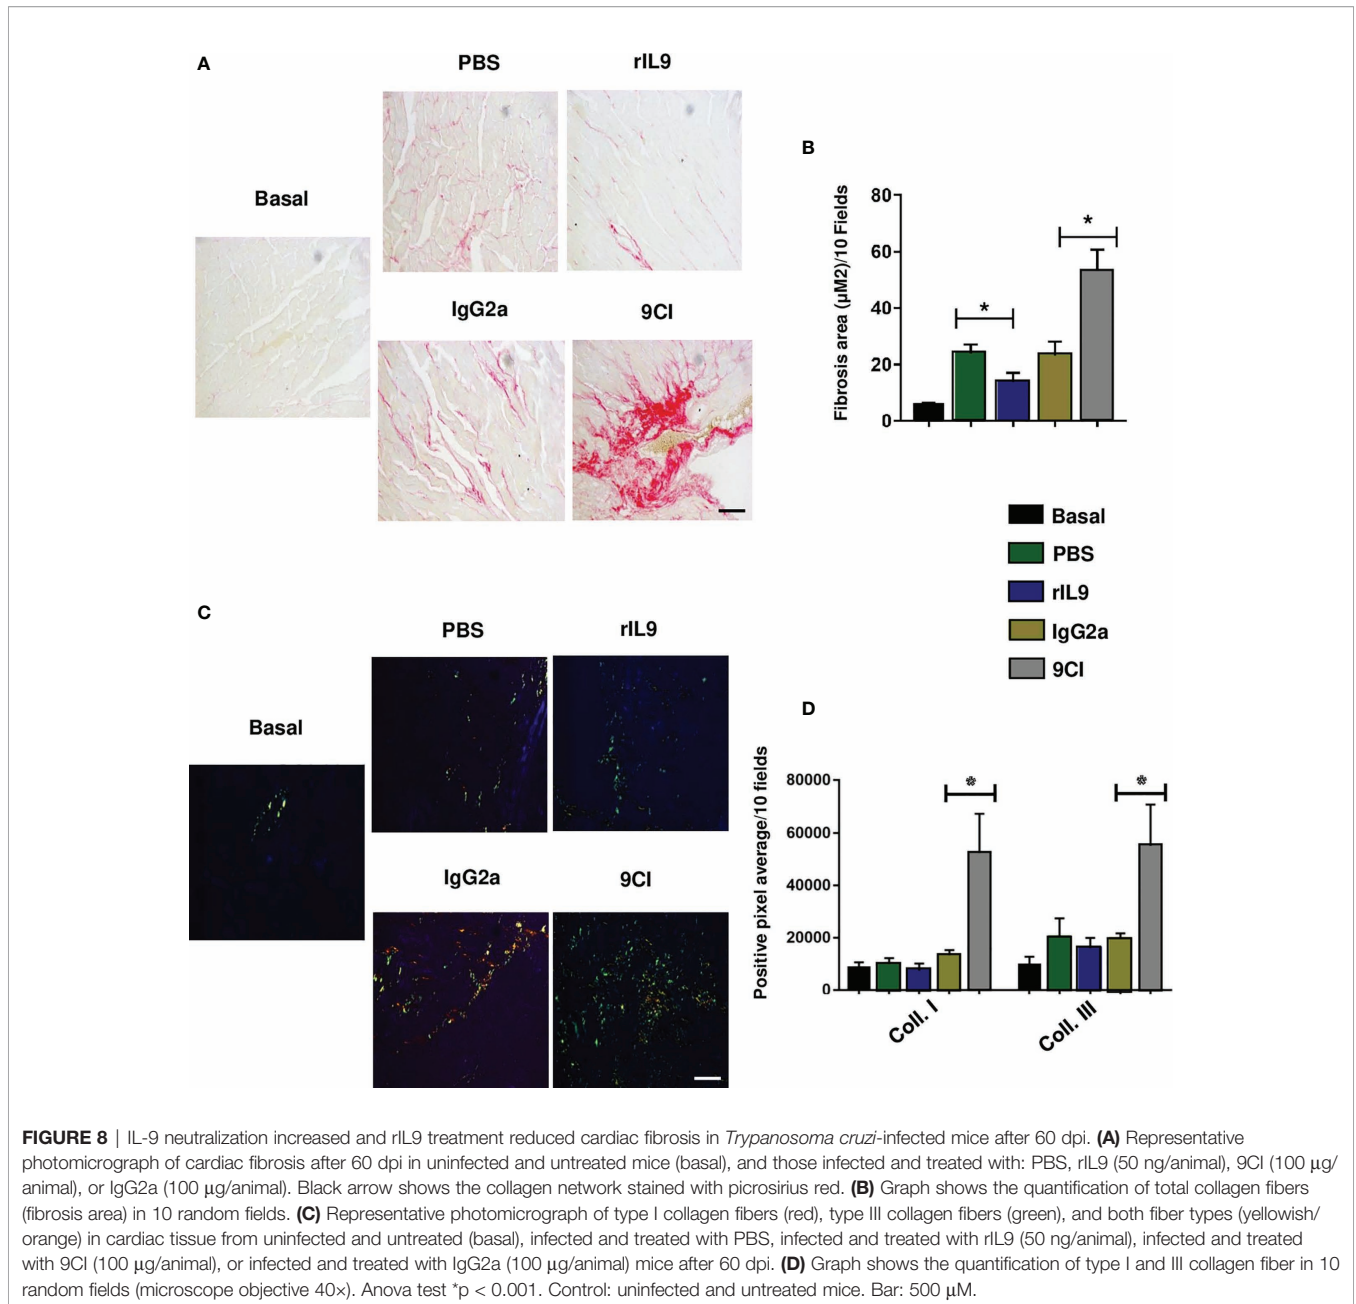 A
PBS
rIL9
Basal
IgG2a
9CI
B
Fibrosis area (µM2)/10 Fields
80
60
40
20
0
*
*
Basal
PBS
rIL9
IgG2a
9CI
C
PBS
rIL9
Basal
IgG2a
9CI
D
Positive pixel average/10 fields
80000
60000
40000
20000
0
*
*
Coll. I
Coll. III
FIGURE 8 | IL-9 neutralization increased and rIL9 treatment reduced cardiac fibrosis in Trypanosoma cruzi-infected mice after 60 dpi. (A) Representative
photomicrograph of cardiac fibrosis after 60 dpi in uninfected and untreated mice (basal), and those infected and treated with: PBS, rIL9 (50 ng/animal), 9CI (100 μg/
animal), or IgG2a (100 μg/animal). Black arrow shows the collagen network stained with picrosirius red. (B) Graph shows the quantification of total collagen fibers
(fibrosis area) in 10 random fields. (C) Representative photomicrograph of type I collagen fibers (red), type III collagen fibers (green), and both fiber types (yellowish/
orange) in cardiac tissue from uninfected and untreated (basal), infected and treated with PBS, infected and treated with rIL9 (50 ng/animal), infected and treated
with 9CI (100 μg/animal), or infected and treated with IgG2a (100 μg/animal) mice after 60 dpi. (D) Graph shows the quantification of type I and III collagen fiber in 10
random fields (microscope objective 40×). Anova test *p < 0.001. Control: uninfected and untreated mice. Bar: 500 μM.